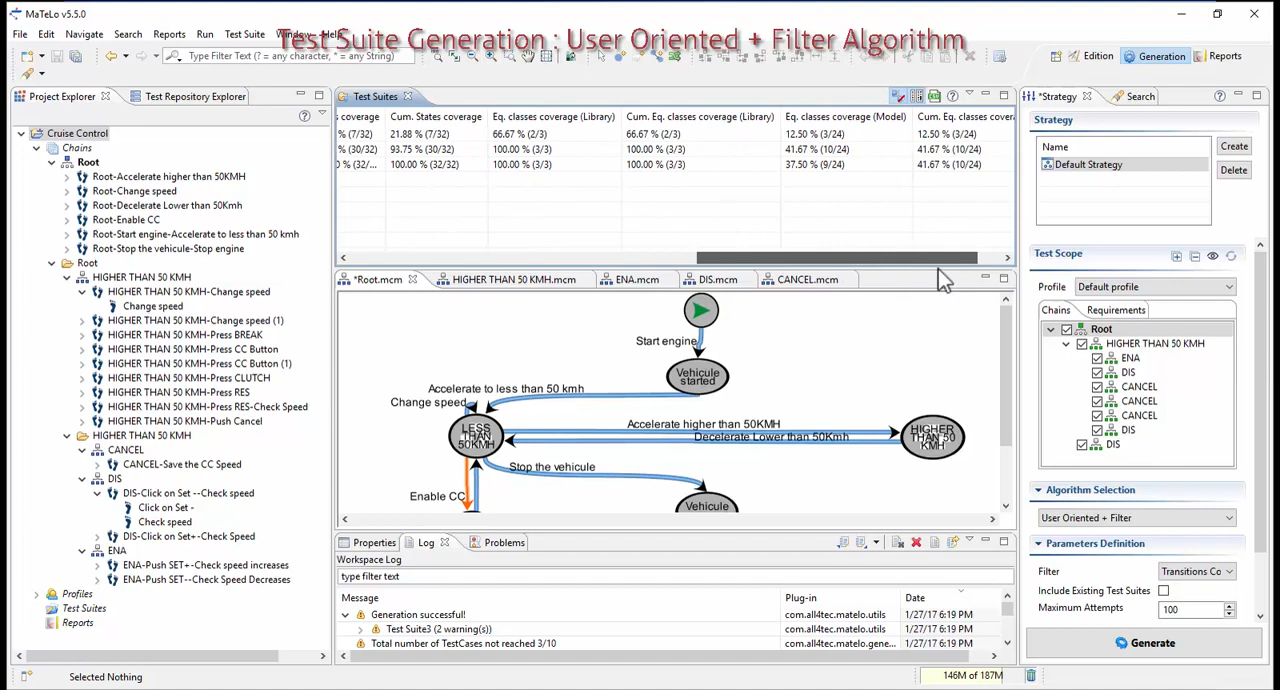 MaTeLo v5.5.0
Test Suite Generation : User Oriented + Filter Algorithm
File Edit Navigate Search Reports Run Test Suite Window
Type Filter Text (? = any character, * = any String)
Edition Generation Reports
Project Explorer Test Repository Explorer
Cruise Control
Chains
Root
Root-Accelerate higher than 50KMH
Root-Change speed
Root-Decelerate Lower than 50Kmh
Root-Enable CC
Root-Start engine-Accelerate to less than 50 kmh
Root-Stop the vehicule-Stop engine
Root
HIGHER THAN 50 KMH
HIGHER THAN 50 KMH-Change speed
Change speed
HIGHER THAN 50 KMH-Change speed (1)
HIGHER THAN 50 KMH-Press BREAK
HIGHER THAN 50 KMH-Press CC Button
HIGHER THAN 50 KMH-Press CC Button (1)
HIGHER THAN 50 KMH-Press CLUTCH
HIGHER THAN 50 KMH-Press RES
HIGHER THAN 50 KMH-Press RES-Check Speed
HIGHER THAN 50 KMH-Push Cancel
HIGHER THAN 50 KMH
CANCEL
CANCEL-Save the CC Speed
DIS
DIS-Click on Set --Check speed
Click on Set -
Check speed
DIS-Click on Set+-Check Speed
ENA
ENA-Push SET+-Check speed increases
ENA-Push SET--Check Speed Decreases
Profiles
Test Suites
Reports
Selected Nothing
Test Suites
coverage Cum. States coverage Eq. classes coverage (Library) Cum. Eq. classes coverage (Library) Eq. classes coverage (Model) Cum. Eq. classes cover
% (7/32) 21.88 % (7/32) 66.67 % (2/3) 66.67 % (2/3) 12.50 % (3/24) 12.50 % (3/24)
% (30/32) 93.75 % (30/32) 100.00 % (3/3) 100.00 % (3/3) 41.67 % (10/24) 41.67 % (10/24)
% (32/... 100.00 % (32/32) 100.00 % (3/3) 100.00 % (3/3) 37.50 % (9/24) 41.67 % (10/24)
*Root.mcm HIGHER THAN 50 KMH.mcm ENA.mcm DIS.mcm CANCEL.mcm
Start engine
Vehicule
started
Accelerate to less than 50 kmh
Change speed
LESS
THAN
50KMH
Accelerate higher than 50KMH
Decelerate Lower than 50Kmh
HIGHER
THAN 50
KMH
Stop the vehicule
Enable CC
Vehicule
Properties Log Problems
Workspace Log
type filter text
Message Plug-in Date
Generation successful! com.all4tec.matelo.utils 1/27/17 6:19 PM
Test Suite3 (2 warning(s)) com.all4tec.matelo.utils 1/27/17 6:19 PM
Total number of TestCases not reached 3/10 com.all4tec.matelo.gene... 1/27/17 6:19 PM
146M of 187M
*Strategy Search
Strategy
Name
Default Strategy
Create
Delete
Test Scope
Profile Default profile
Chains Requirements
Root
HIGHER THAN 50 KMH
ENA
DIS
CANCEL
CANCEL
CANCEL
DIS
DIS
Algorithm Selection
User Oriented + Filter
Parameters Definition
Filter Transitions Co
Include Existing Test Suites
Maximum Attempts 100
Generate